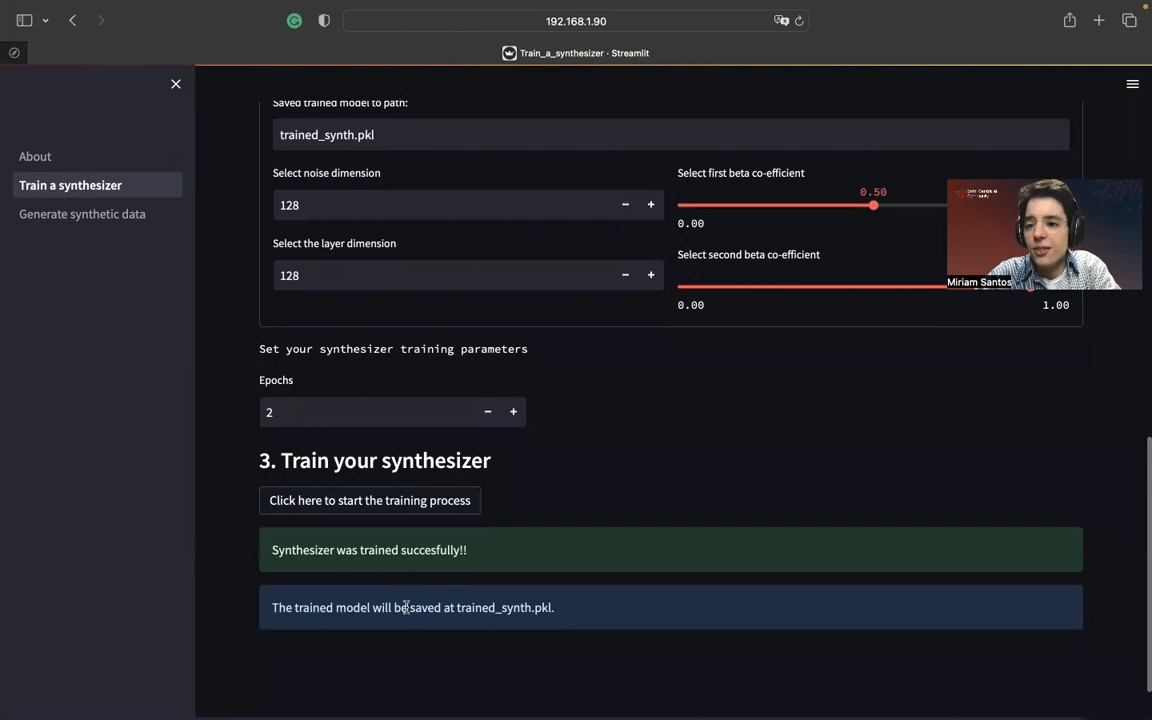 192.168.1.90
Train_a_synthesizer · Streamlit
About
Train a synthesizer
Generate synthetic data
Saved trained model to path:
trained_synth.pkl
Select noise dimension
128
Select the layer dimension
128
Select first beta co-efficient
0.50
0.00
Select second beta co-efficient
0.00
1.00
Miriam Santos
Set your synthesizer training parameters
Epochs
2
3. Train your synthesizer
Click here to start the training process
Synthesizer was trained succesfully!!
The trained model will be saved at trained_synth.pkl.